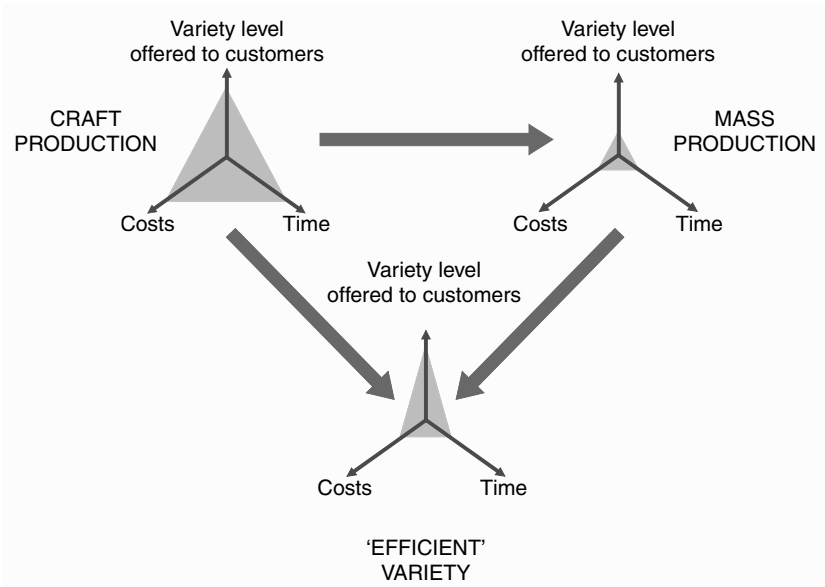 Variety level
offered to customers
CRAFT
PRODUCTION
Costs
Time
Variety level
offered to customers
MASS
PRODUCTION
Costs
Time
Variety level
offered to customers
Costs
Time
‘EFFICIENT’
VARIETY